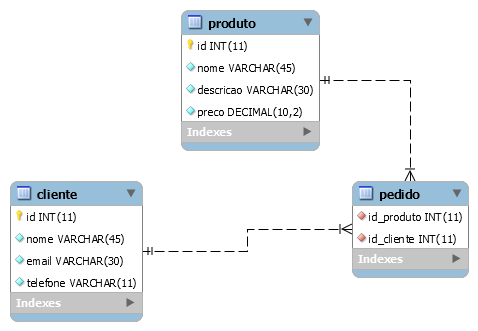 produto
id INT(11)
nome VARCHAR(45)
descricao VARCHAR(30)
preco DECIMAL(10,2)
Indexes
cliente
id INT(11)
nome VARCHAR(45)
email VARCHAR(30)
telefone VARCHAR(11)
Indexes
pedido
id_produto INT(11)
id_cliente INT(11)
Indexes